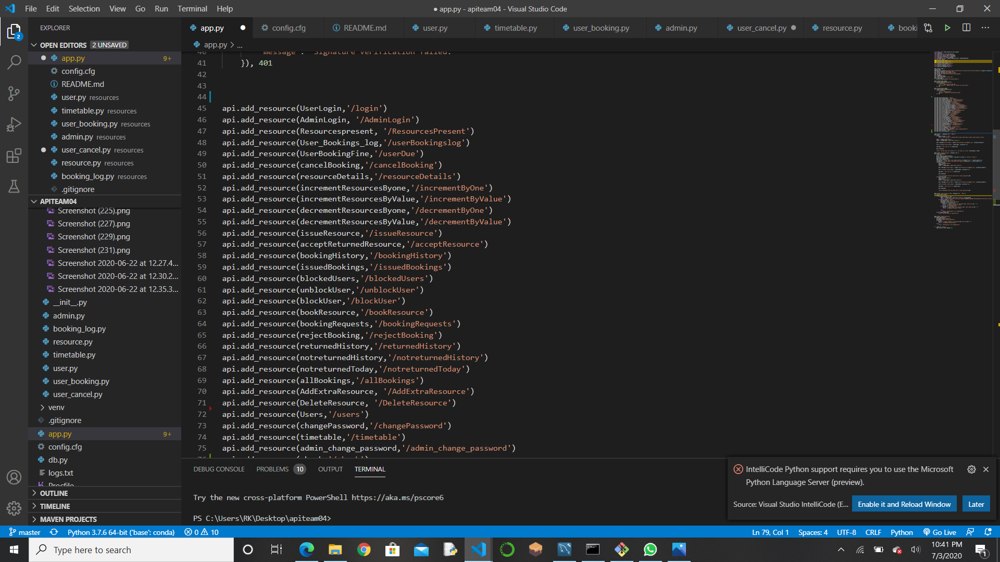 File Edit Selection View Go Run Terminal Help
● app.py - apiteam04 - Visual Studio Code
EXPLORER
OPEN EDITORS 2 UNSAVED
app.py 9+
config.cfg
README.md
user.py resources
timetable.py resources
user_booking.py resources
admin.py resources
user_cancel.py resources
resource.py resources
booking_log.py resources
.gitignore
APITEAM04
Screenshot (225).png
Screenshot (227).png
Screenshot (229).png
Screenshot (231).png
Screenshot 2020-06-22 at 12.27.4...
Screenshot 2020-06-22 at 12.30.2...
Screenshot 2020-06-22 at 12.35.3...
__init__.py
admin.py
booking_log.py
resource.py
timetable.py
user.py
user_booking.py
user_cancel.py
venv
.gitignore
app.py 9+
config.cfg
db.py
logs.txt
Procfile
OUTLINE
TIMELINE
MAVEN PROJECTS
2
app.py config.cfg README.md user.py timetable.py user_booking.py admin.py user_cancel.py resource.py booki
app.py > ...
40 "message": "Signature verification failed."
41 }), 401
42
43
44
45 api.add_resource(UserLogin,'/login')
46 api.add_resource(AdminLogin, '/AdminLogin')
47 api.add_resource(Resourcespresent, '/ResourcesPresent')
48 api.add_resource(User_Bookings_log,'/userBookingslog')
49 api.add_resource(UserBookingFine,'/userDue')
50 api.add_resource(cancelBooking,'/cancelBooking')
51 api.add_resource(resourceDetails,'/resourceDetails')
52 api.add_resource(incrementResourcesByone,'/incrementByOne')
53 api.add_resource(incrementResourcesByValue,'/incrementByValue')
54 api.add_resource(decrementResourcesByone,'/decrementByOne')
55 api.add_resource(decrementResourcesByValue,'/decrementByValue')
56 api.add_resource(issueResource,'/issueResource')
57 api.add_resource(acceptReturnedResource,'/acceptResource')
58 api.add_resource(bookingHistory,'/bookingHistory')
59 api.add_resource(issuedBookings,'/issuedBookings')
60 api.add_resource(blockedUsers,'/blockedUsers')
61 api.add_resource(unblockUser,'/unblockUser')
62 api.add_resource(blockUser,'/blockUser')
63 api.add_resource(bookResource,'/bookResource')
64 api.add_resource(bookingRequests,'/bookingRequests')
65 api.add_resource(rejectBooking,'/rejectBooking')
66 api.add_resource(returnedHistory,'/returnedHistory')
67 api.add_resource(notreturnedHistory,'/notreturnedHistory')
68 api.add_resource(notreturnedToday,'/notreturnedToday')
69 api.add_resource(allBookings,'/allBookings')
70 api.add_resource(AddExtraResource, '/AddExtraResource')
71 api.add_resource(DeleteResource, '/DeleteResource')
72 api.add_resource(Users,'/users')
73 api.add_resource(changePassword,'/changePassword')
74 api.add_resource(timetable,'/timetable')
75 api.add_resource(admin_change_password,'/admin_change_password')
DEBUG CONSOLE PROBLEMS 10 OUTPUT TERMINAL
Try the new cross-platform PowerShell https://aka.ms/pscore6
PS C:\Users\RK\Desktop\apiteam04>
IntelliCode Python support requires you to use the Microsoft
Python Language Server (preview).
Source: Visual Studio IntelliCode (E... Enable it and Reload Window Later
master Python 3.7.6 64-bit ('base': conda) 0 10 Ln 79, Col 1 Spaces: 4 UTF-8 CRLF Python Go Live
Type here to search
10:41 PM
7/3/2020
1